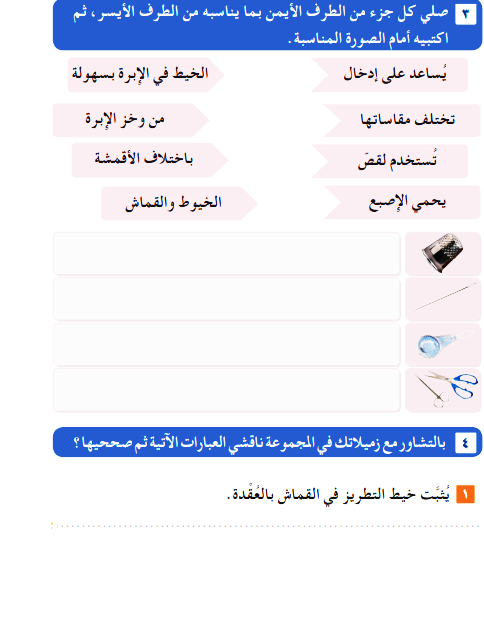 ٣ صلي كل جزء من الطرف الأيمن بما يناسبه من الطرف الأيسر، ثم
اكتبيه أمام الصورة المناسبة.
يُساعد على إدخال الخيط في الإبرة بسهولة
تختلف مقاساتها من وخز الإبرة
تُستخدم لقصّ باختلاف الأقمشة
يحمي الإصبع الخيوط والقماش
٤ بالتشاور مع زميلاتك في المجموعة ناقشي العبارات الآتية ثم صححيها؟
١ يُثبَّت خيط التطريز في القماش بالعُقْدة.